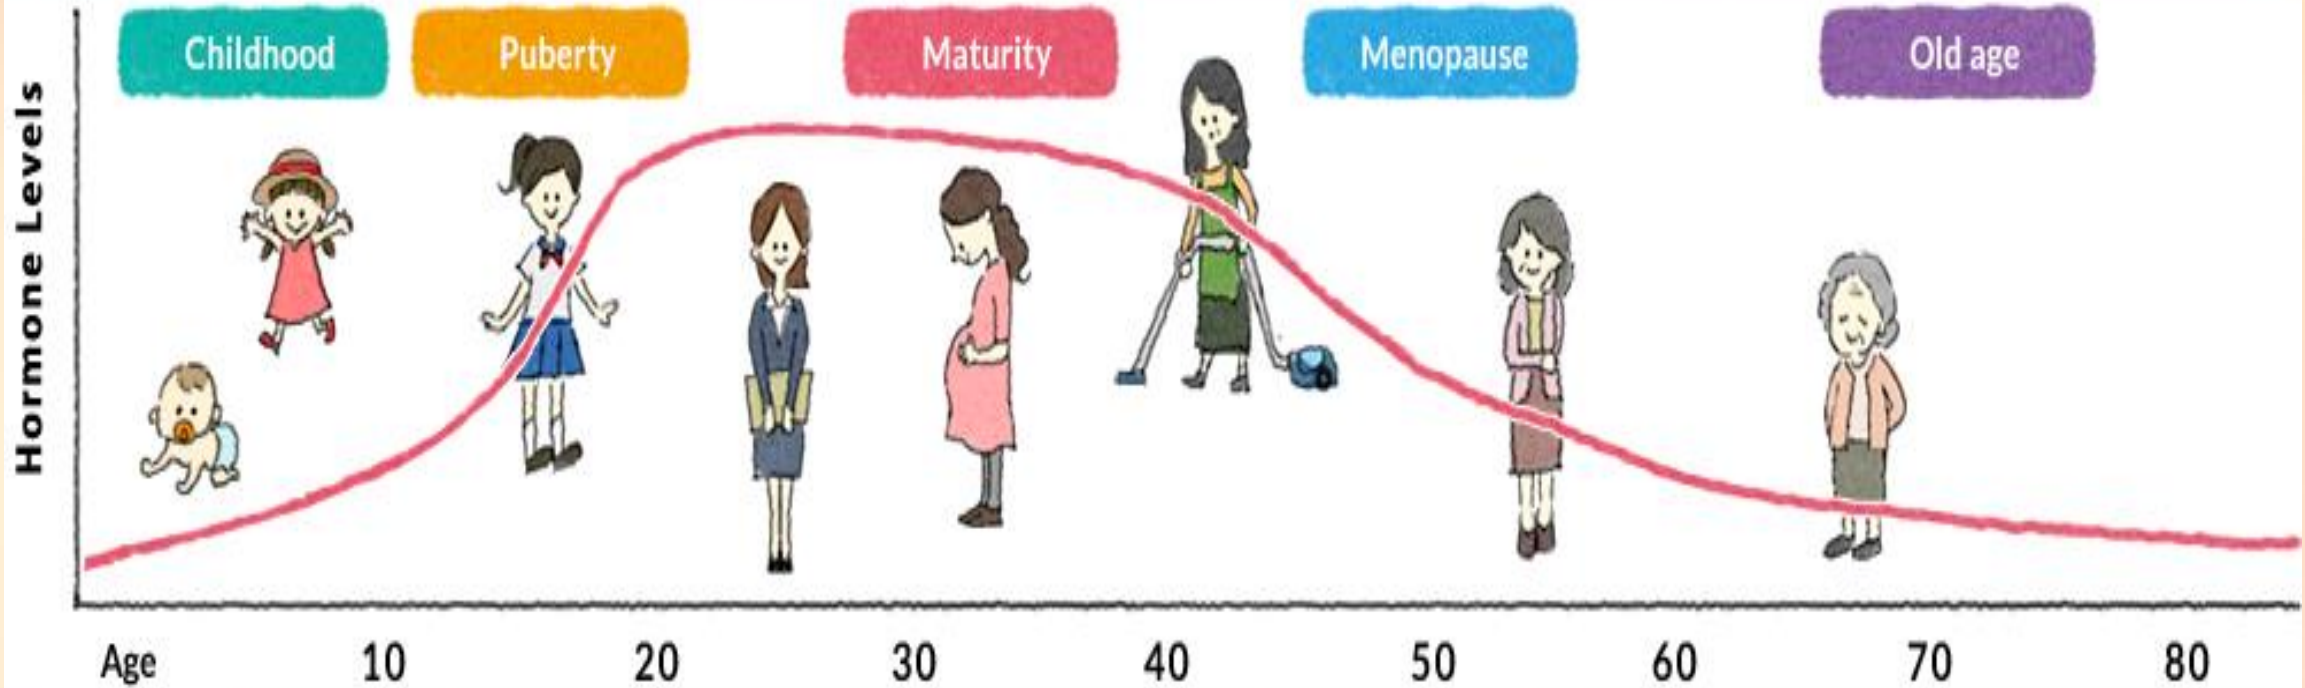 Childhood
Puberty
Maturity
Menopause
Old age
Hormone Levels
Age 10 20 30 40 50 60 70 80